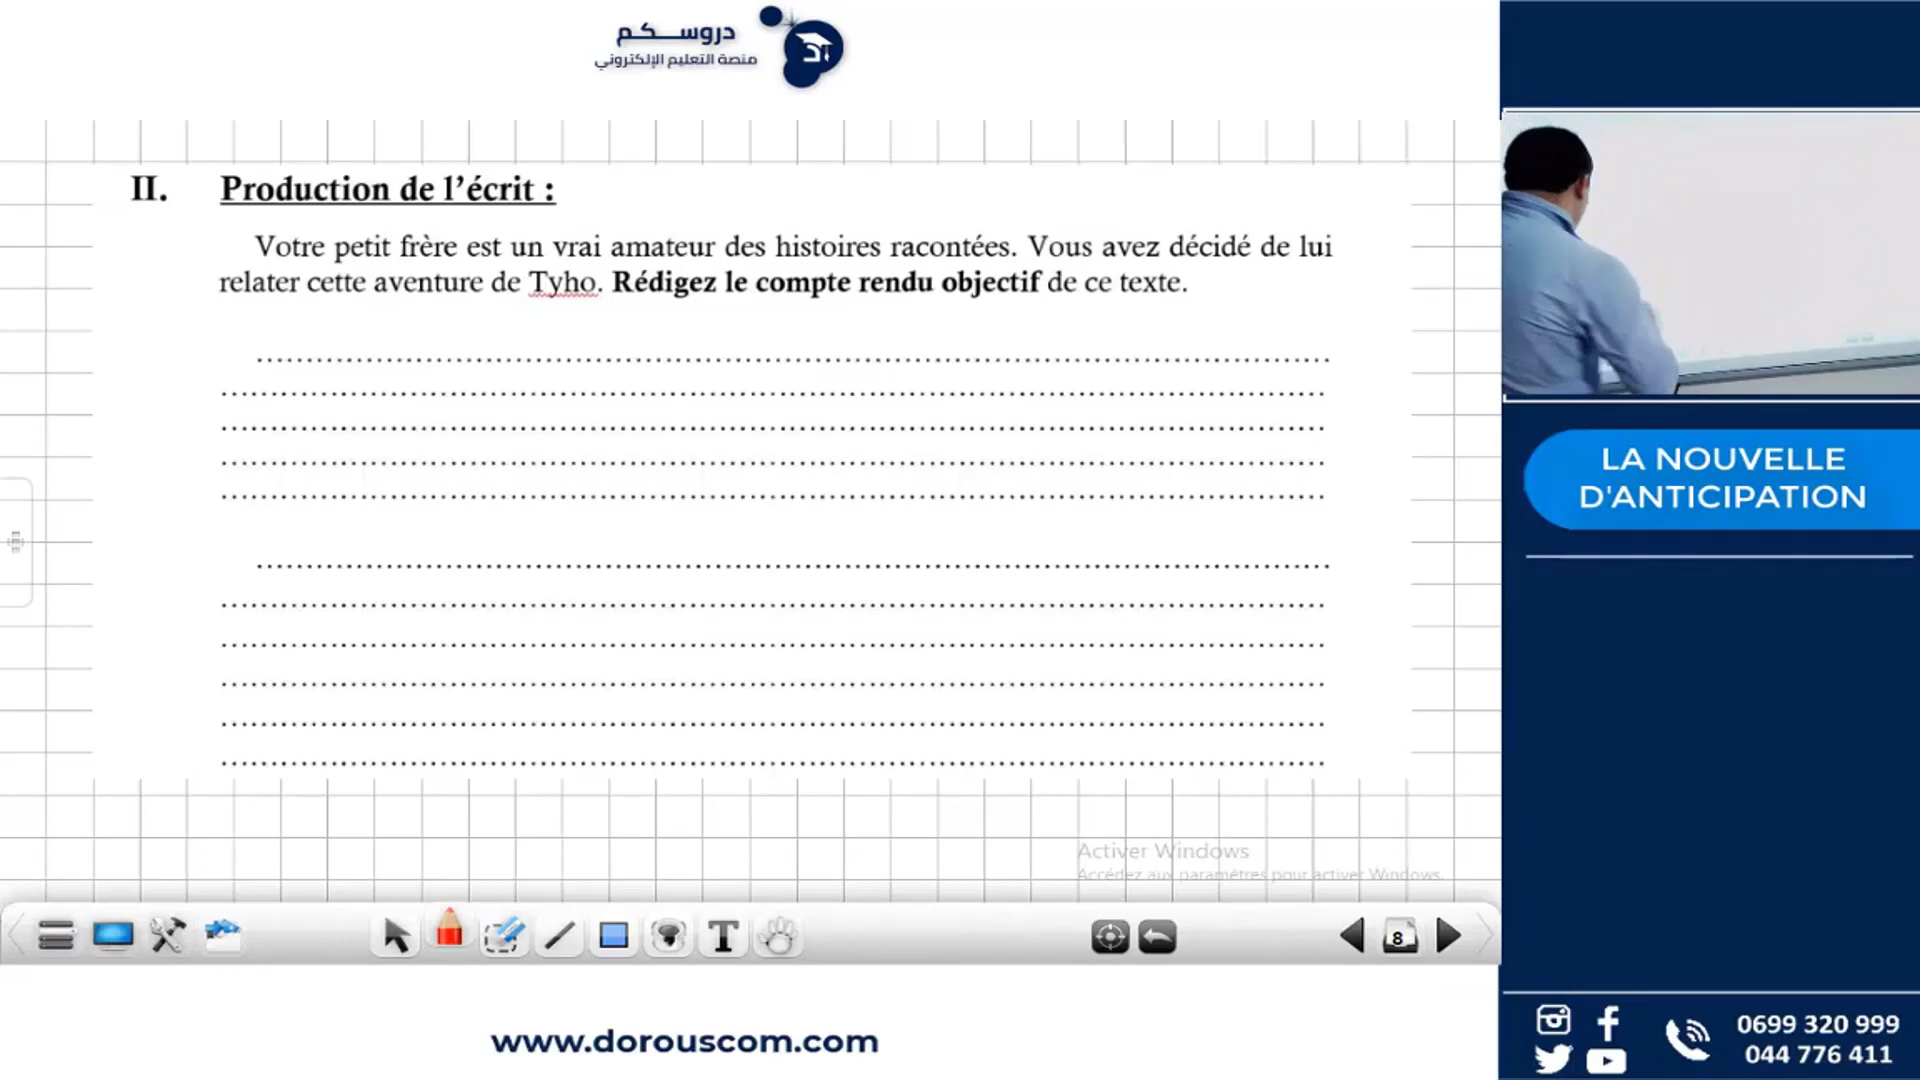 دروســكــم
منصة التعليم الإلكتروني
II. Production de l’écrit :
Votre petit frère est un vrai amateur des histoires racontées. Vous avez décidé de lui
relater cette aventure de Tyho. Rédigez le compte rendu objectif de ce texte.
LA NOUVELLE
D'ANTICIPATION
Activer Windows
Accédez aux paramètres pour activer Windows.
T
8
www.dorouscom.com
0699 320 999
044 776 411